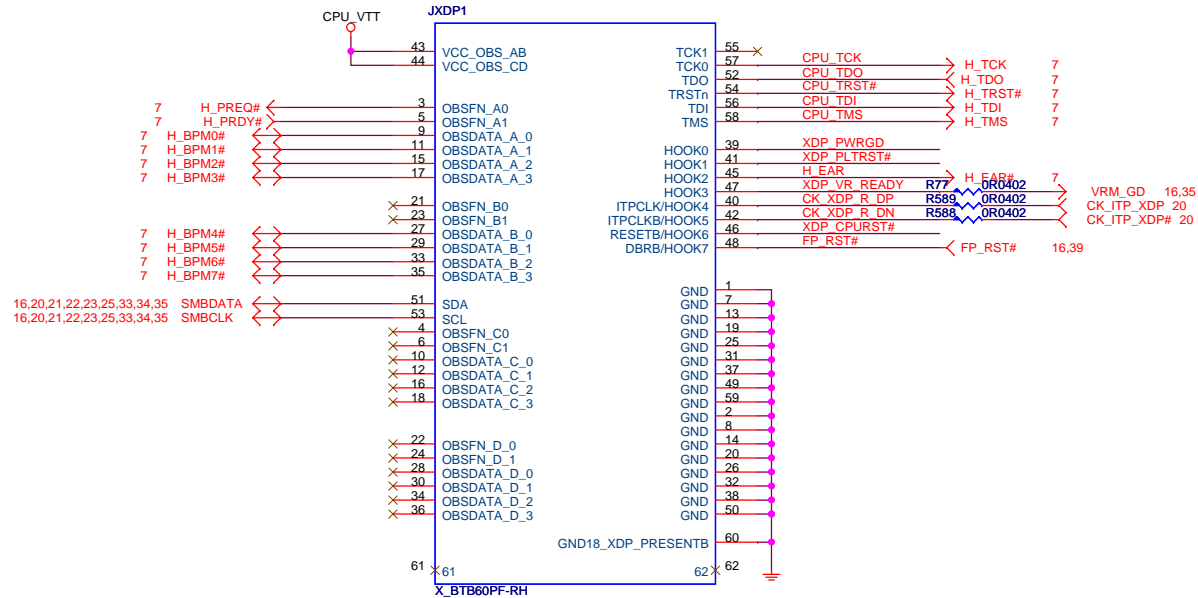 CPU_VTT
JXDP1
43 VCC_OBS_AB
44 VCC_OBS_CD
7 H_PREQ# 3 OBSFN_A0
7 H_PRDY# 5 OBSFN_A1
7 H_BPM0# 9 OBSDATA_A_0
7 H_BPM1# 11 OBSDATA_A_1
7 H_BPM2# 15 OBSDATA_A_2
7 H_BPM3# 17 OBSDATA_A_3
21 OBSFN_B0
23 OBSFN_B1
7 H_BPM4# 27 OBSDATA_B_0
7 H_BPM5# 29 OBSDATA_B_1
7 H_BPM6# 33 OBSDATA_B_2
7 H_BPM7# 35 OBSDATA_B_3
16,20,21,22,23,25,33,34,35 SMBDATA 51 SDA
16,20,21,22,23,25,33,34,35 SMBCLK 53 SCL
4 OBSFN_C0
6 OBSFN_C1
10 OBSDATA_C_0
12 OBSDATA_C_1
16 OBSDATA_C_2
18 OBSDATA_C_3
22 OBSFN_D_0
24 OBSFN_D_1
28 OBSDATA_D_0
30 OBSDATA_D_1
34 OBSDATA_D_2
36 OBSDATA_D_3
61 61
TCK1 55
TCK0 57 CPU_TCK H_TCK 7
TDO 52 CPU_TDO H_TDO 7
TRSTn 54 CPU_TRST# H_TRST# 7
TDI 56 CPU_TDI H_TDI 7
TMS 58 CPU_TMS H_TMS 7
HOOK0 39 XDP_PWRGD
HOOK1 41 XDP_PLTRST#
HOOK2 45 H_EAR H_EAR# 7
HOOK3 47 XDP_VR_READY R77 0R0402 VRM_GD 16,35
ITPCLK/HOOK4 40 CK_XDP_R_DP R589 0R0402 CK_ITP_XDP 20
ITPCLKB/HOOK5 42 CK_XDP_R_DN R588 0R0402 CK_ITP_XDP# 20
RESETB/HOOK6 46 XDP_CPURST#
DBRB/HOOK7 48 FP_RST# FP_RST# 16,39
GND 1
GND 7
GND 13
GND 19
GND 25
GND 31
GND 37
GND 49
GND 59
GND 2
GND 8
GND 14
GND 20
GND 26
GND 32
GND 38
GND 50
GND18_XDP_PRESENTB 60
62 62
X_BTB60PF-RH